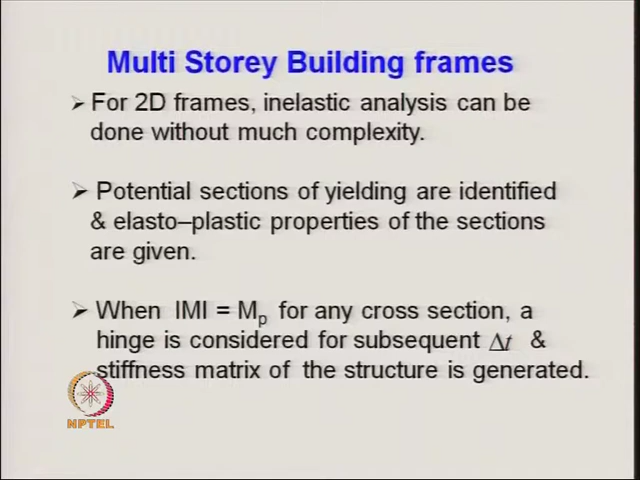 Multi Storey Building frames
➢ For 2D frames, inelastic analysis can be
done without much complexity.
➢ Potential sections of yielding are identified
& elasto–plastic properties of the sections
are given.
➢ When IMI = Mp for any cross section, a
hinge is considered for subsequent Δt &
stiffness matrix of the structure is generated.
NPTEL